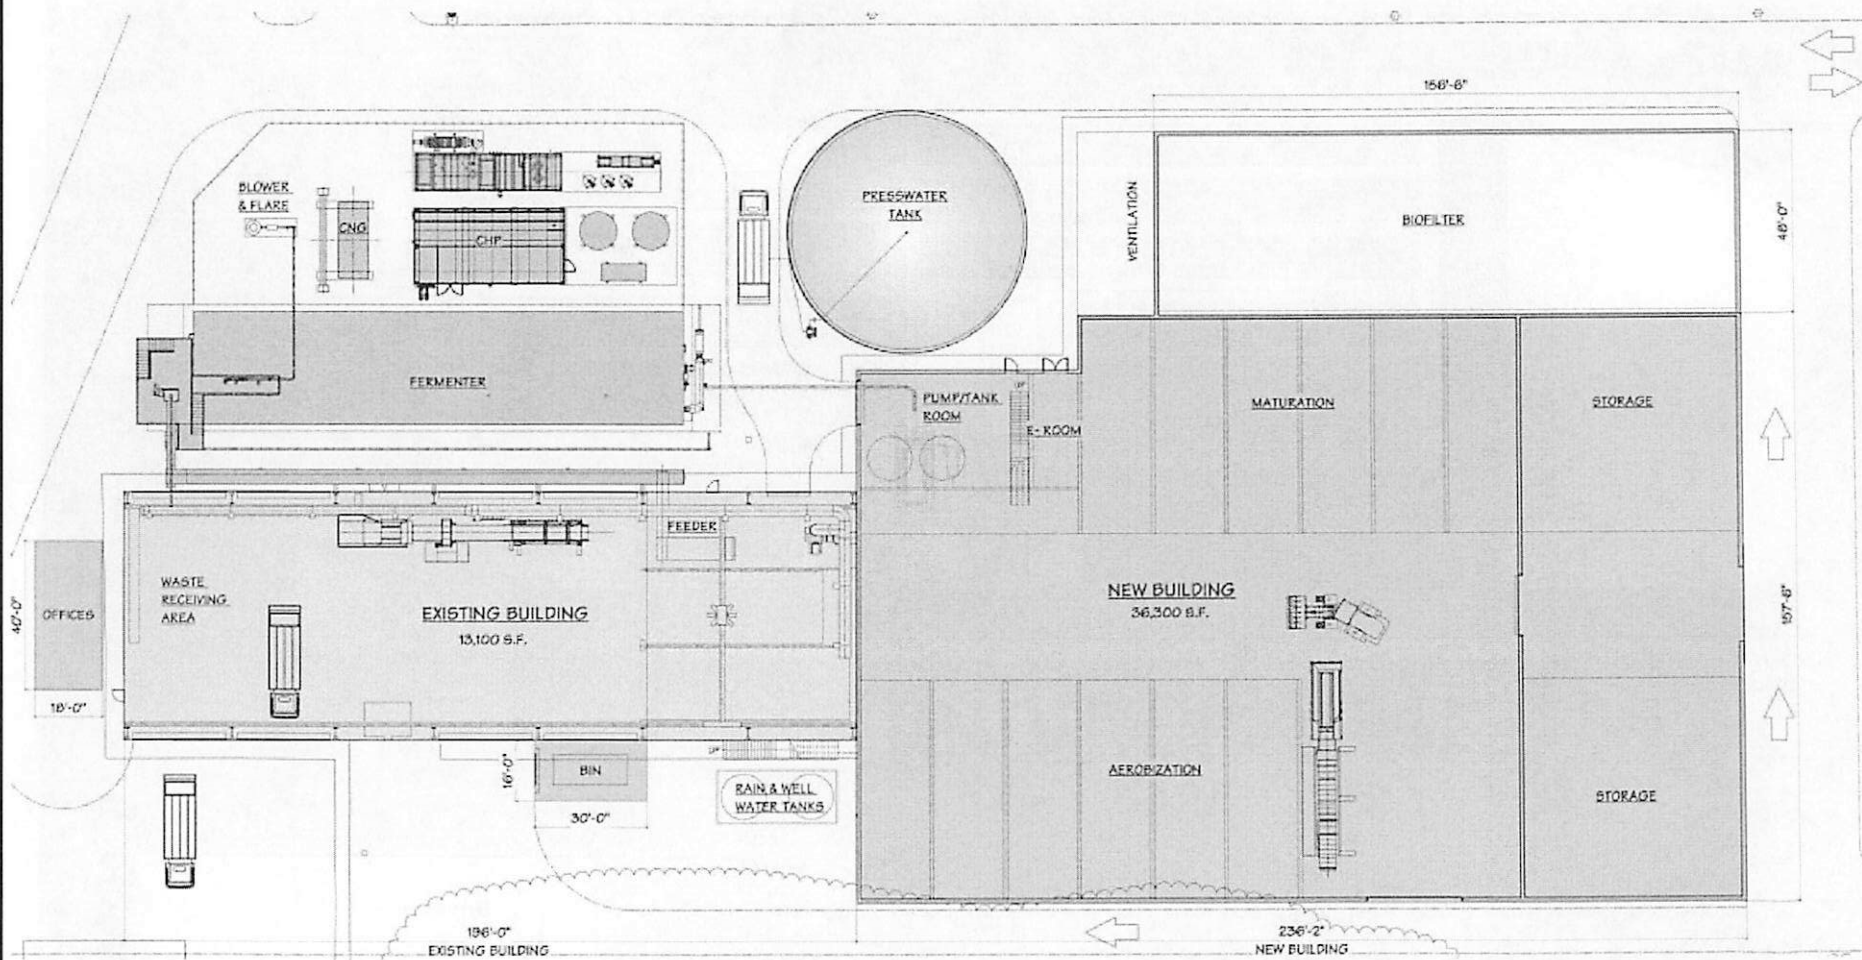 156'-6"
BLOWER
& FLARE
CNG
CHP
PRESSWATER
TANK
VENTILATION
BIOFILTER
48'-0"
FERMENTER
PUMP/TANK
ROOM
UP
E-ROOM
MATURATION
STORAGE
FEEDER
WASTE
RECEIVING
AREA
OFFICES
40'-0"
18'-0"
EXISTING BUILDING
13,100 S.F.
NEW BUILDING
36,300 S.F.
157'-6"
UP
16'-0"
BIN
30'-0"
RAIN & WELL
WATER TANKS
AEROBIZATION
STORAGE
196'-0"
EXISTING BUILDING
236'-2"
NEW BUILDING